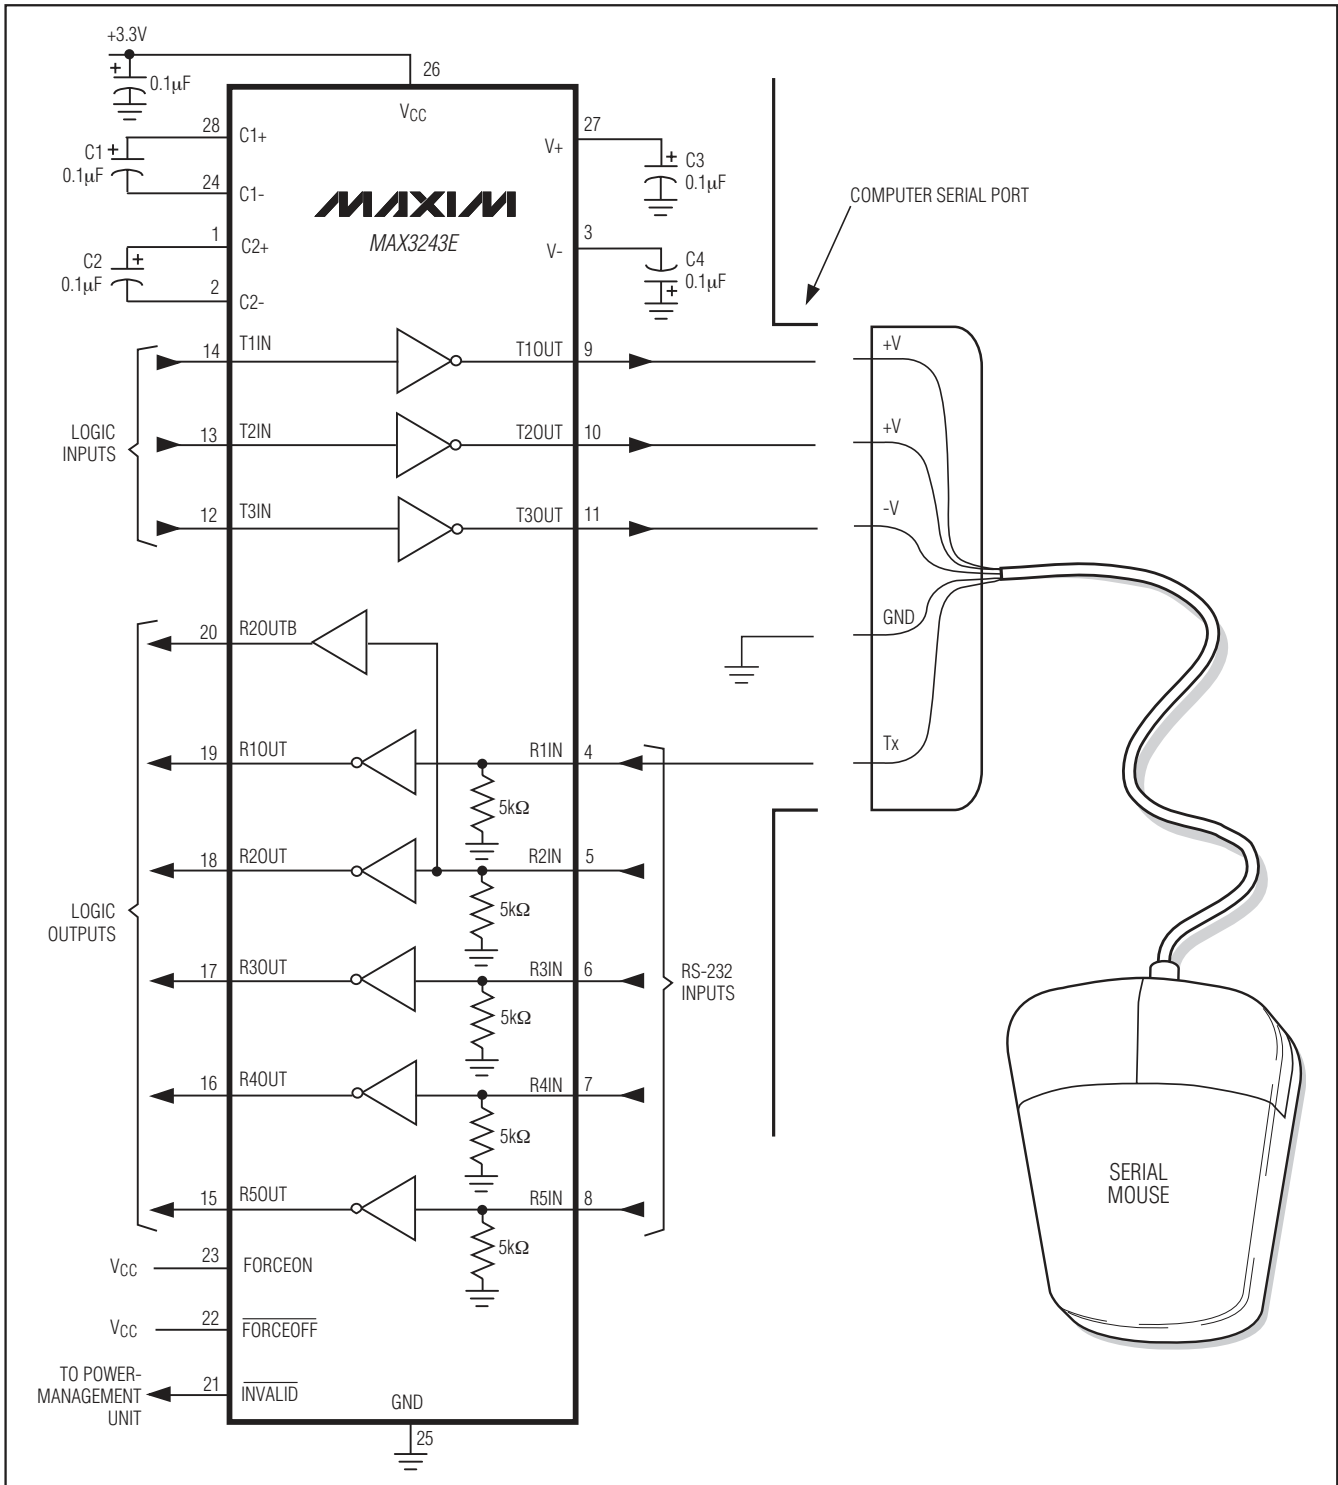 +3.3V
0.1µF
26
VCC
28
C1+
C1
0.1µF
24
C1-
27
V+
C3
0.1µF
MAXIM
MAX3243E
1
C2+
C2
0.1µF
2
C2-
3
V-
C4
0.1µF
COMPUTER SERIAL PORT
LOGIC
INPUTS
14
T1IN
T1OUT
9
+V
13
T2IN
T2OUT
10
+V
12
T3IN
T3OUT
11
-V
20
R2OUTB
GND
19
R1OUT
R1IN
4
Tx
5kΩ
18
R2OUT
R2IN
5
5kΩ
LOGIC
OUTPUTS
17
R3OUT
R3IN
6
5kΩ
RS-232
INPUTS
16
R4OUT
R4IN
7
5kΩ
15
R5OUT
R5IN
8
5kΩ
SERIAL
MOUSE
VCC
23
FORCEON
VCC
22
FORCEOFF
TO POWER-
MANAGEMENT
UNIT
21
INVALID
GND
25